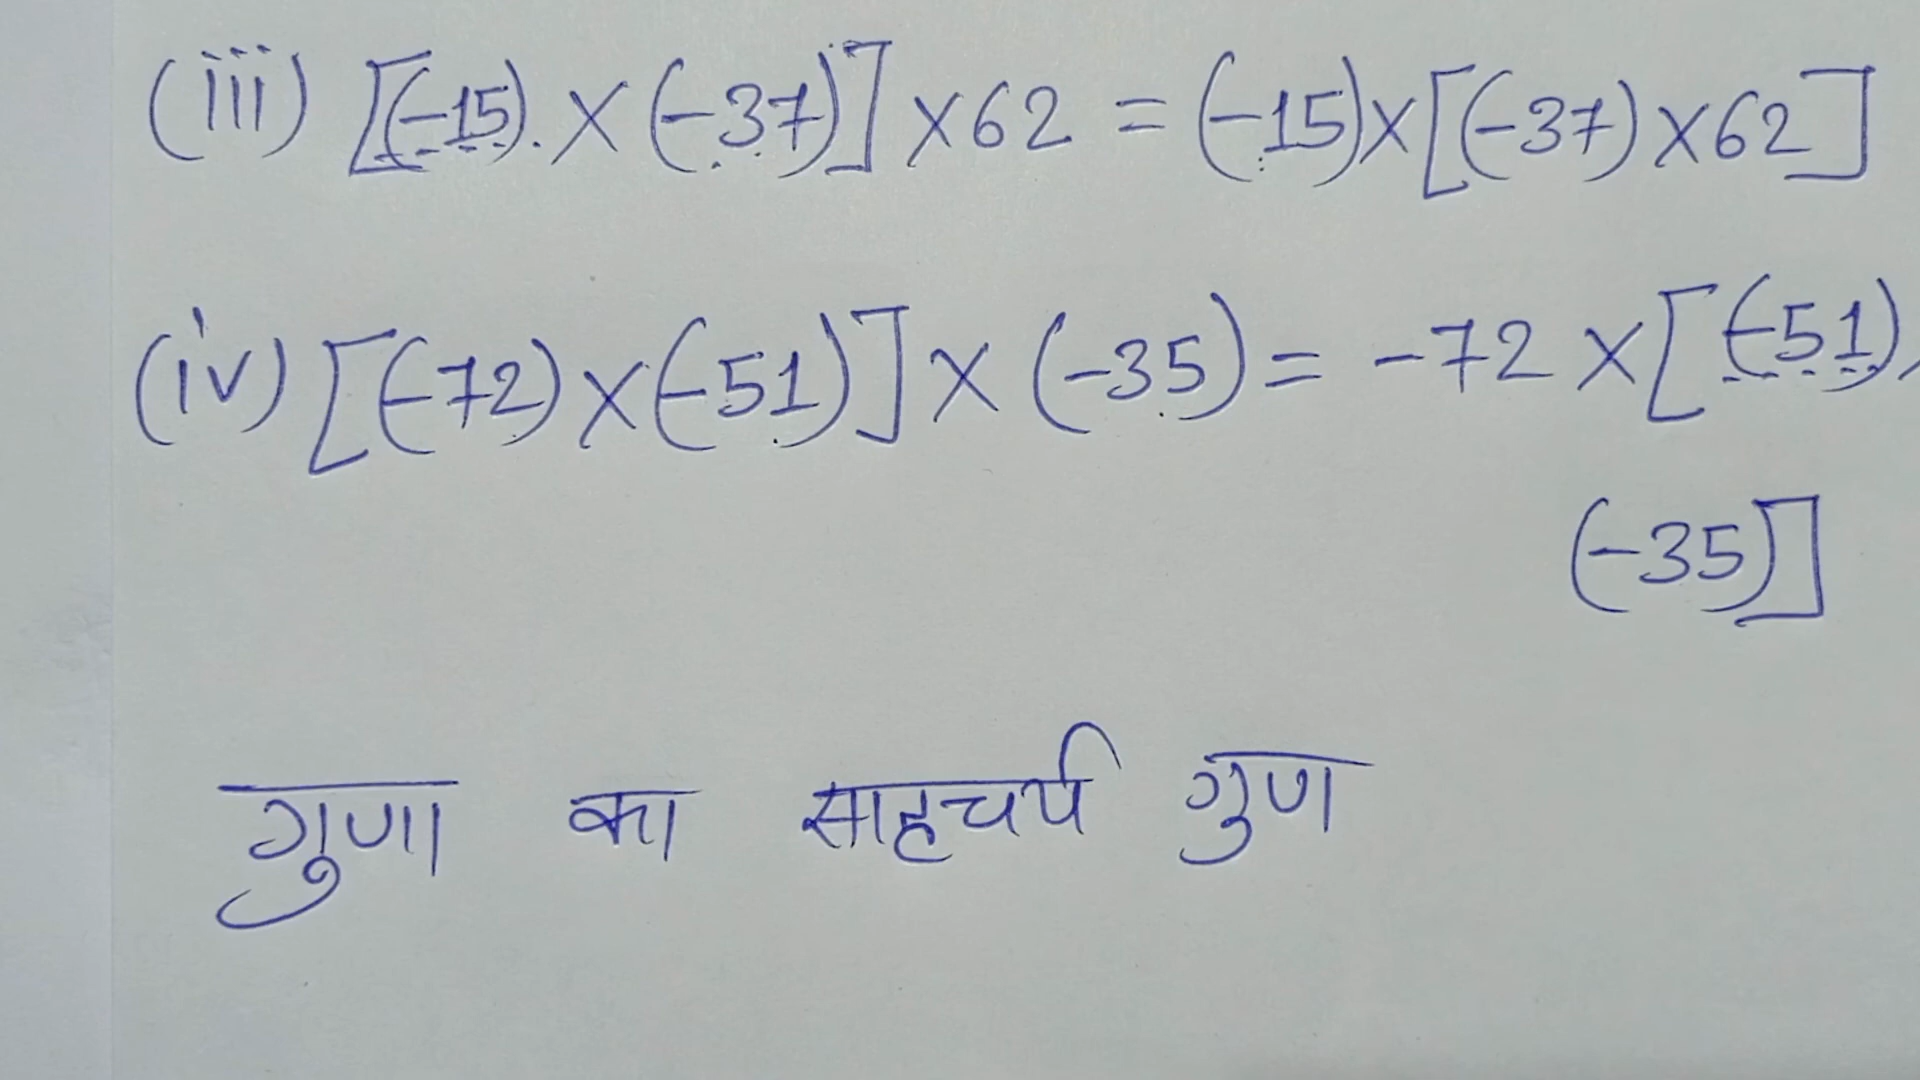 (iii) [(-15) × (-37)] × 62 = (-15) × [(-37) × 62]
(iv) [(-72) × (-51)] × (-35) = -72 × [(-51)
(-35)]
गुणा का साहचर्य गुण